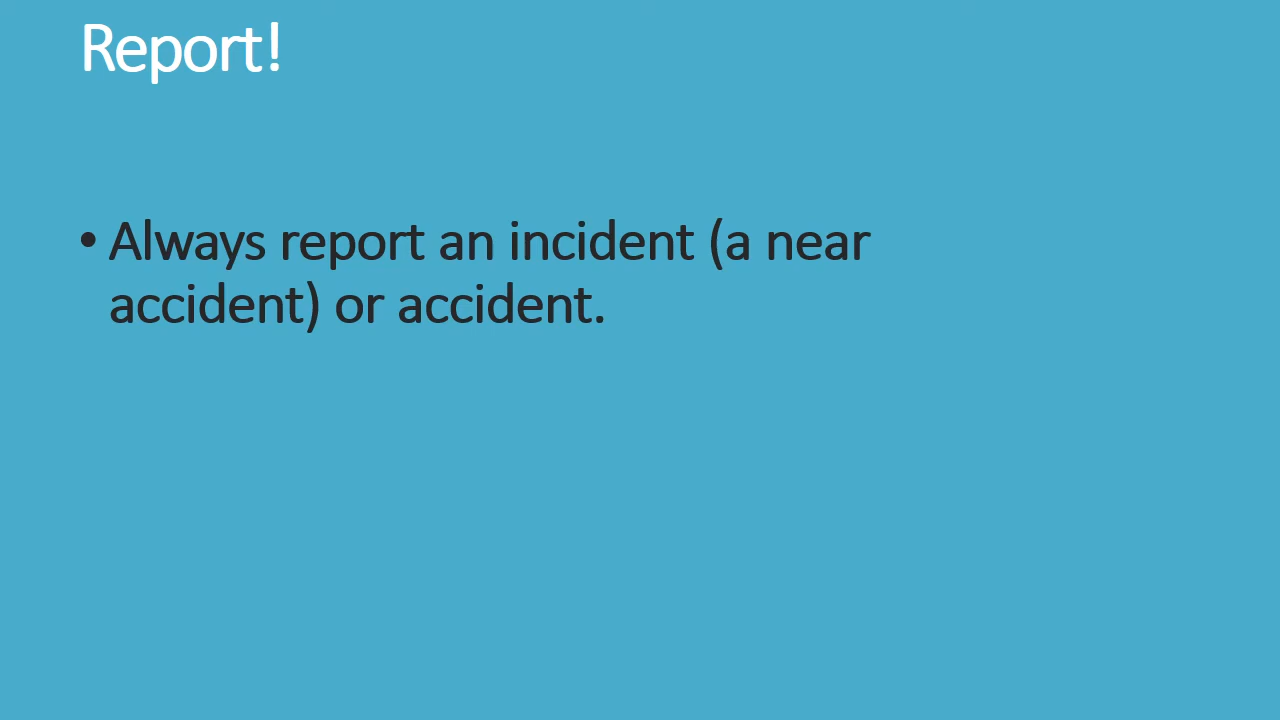 Report!
• Always report an incident (a near
accident) or accident.